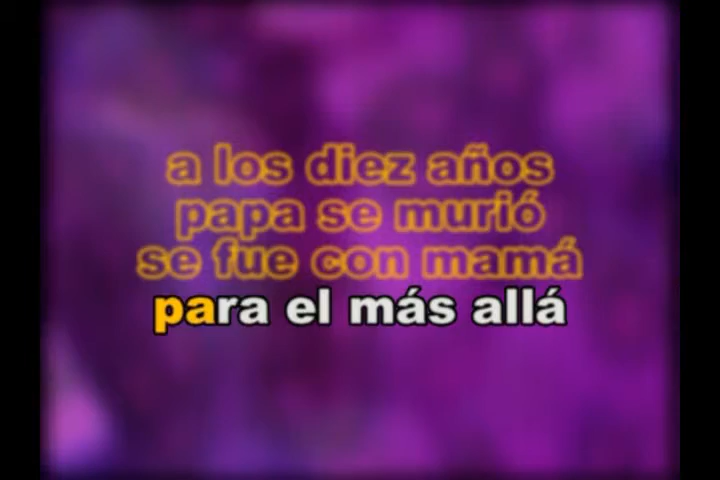 a los diez años
papa se murió
se fue con mamá
para el más allá